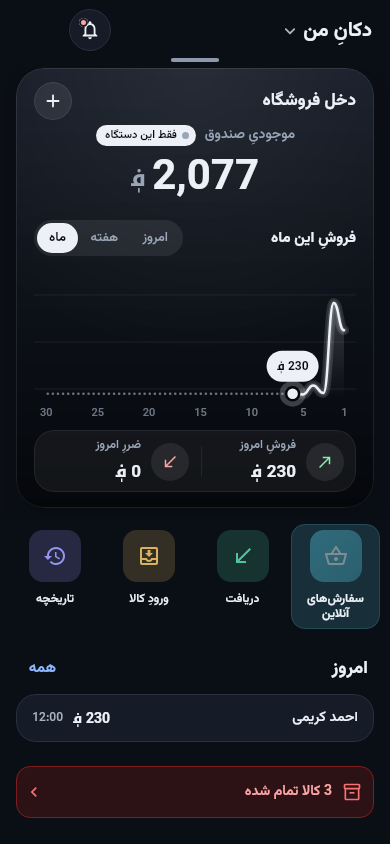 دکانِ من
دخل فروشگاه
موجودیِ صندوق فقط این دستگاه
2,077 ؋
فروشِ این ماه
امروز هفته ماه
230 ؋
1 5 10 15 20 25 30
فروشِ امروز
230 ؋
ضررِ امروز
0 ؋
سفارش‌های
آنلاین
دریافت
ورودِ کالا
تاریخچه
امروز همه
احمد کریمی 230 ؋ 12:00
3 کالا تمام شده